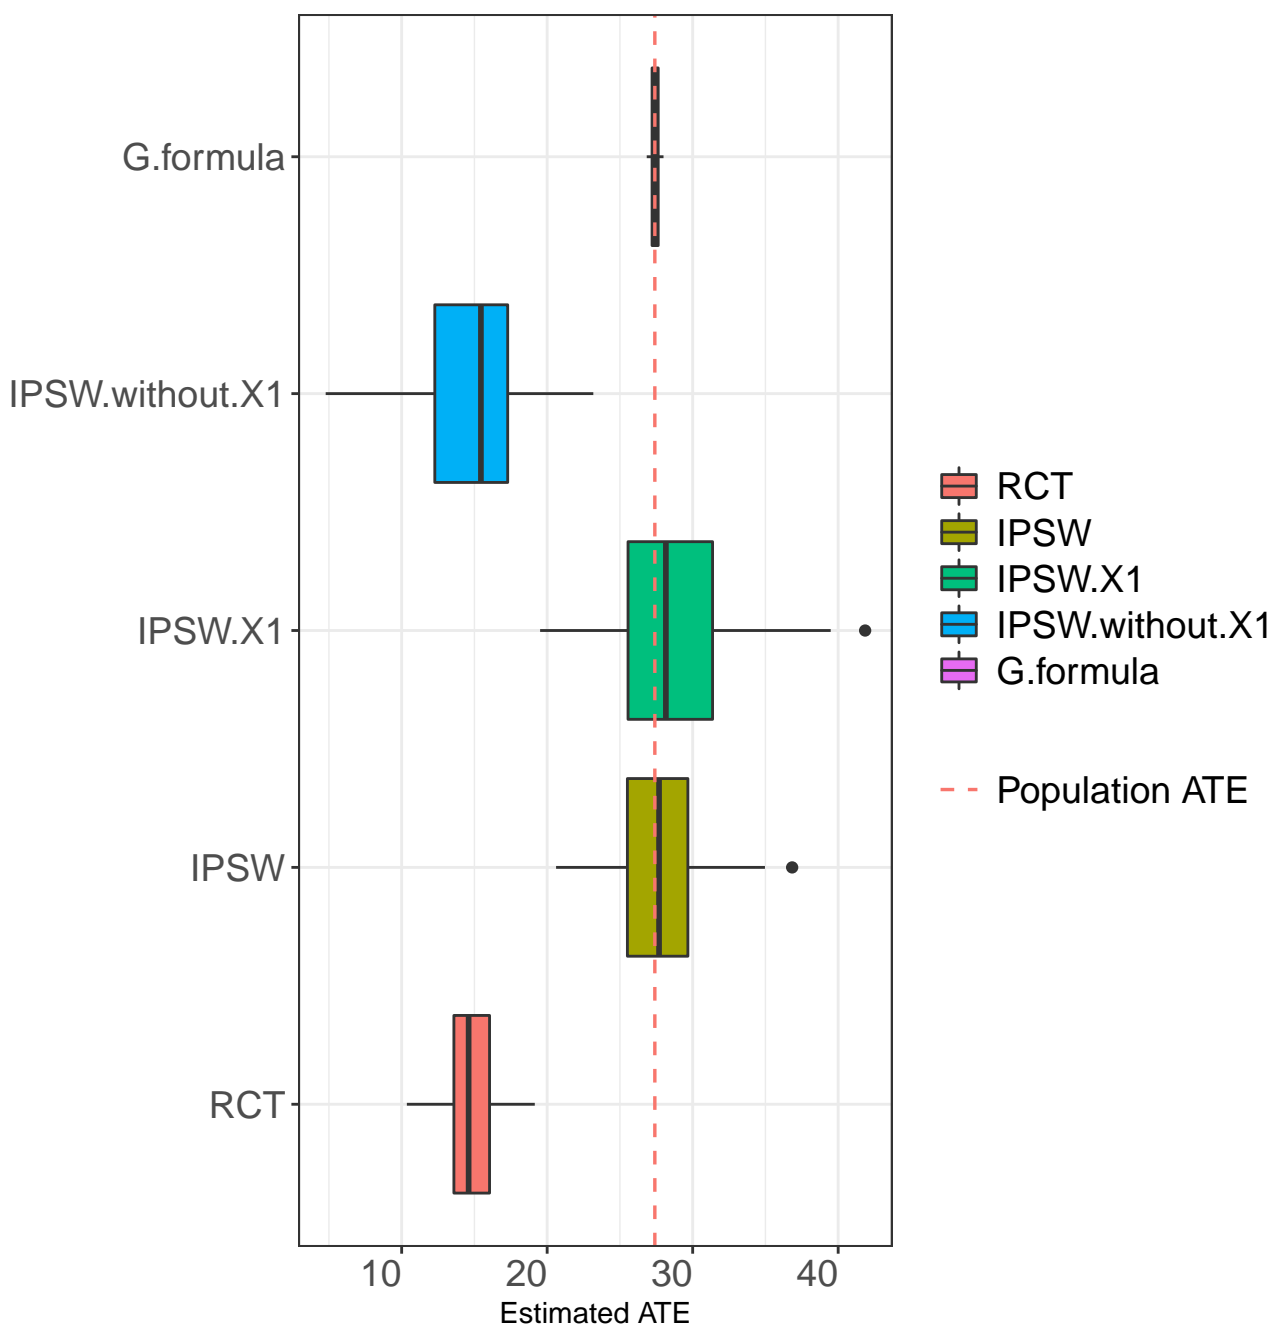 G.formula
IPSW.without.X1
IPSW.X1
IPSW
RCT
10 20 30 40
Estimated ATE
RCT
IPSW
IPSW.X1
IPSW.without.X1
G.formula
Population ATE